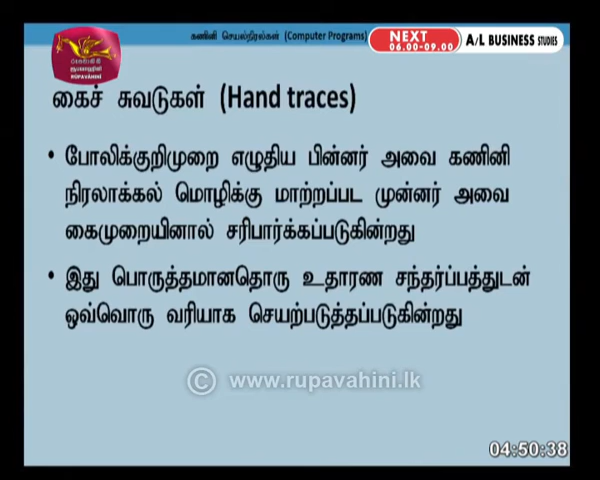 கணினி செயல்நிரல்கள் (Computer Programs)
NEXT
06.00-09.00
A/L BUSINESS STUDIES
RUPAVAHINI
கைச் சுவடுகள் (Hand traces)
• போலிக்குறிமுறை எழுதிய பின்னர் அவை கணினி
நிரலாக்கல் மொழிக்கு மாற்றப்பட முன்னர் அவை
கைமுறையினால் சரிபார்க்கப்படுகின்றது
• இது பொருத்தமானதொரு உதாரண சந்தர்ப்பத்துடன்
ஒவ்வொரு வரியாக செயற்படுத்தப்படுகின்றது
© www.rupavahini.lk
04:50:38